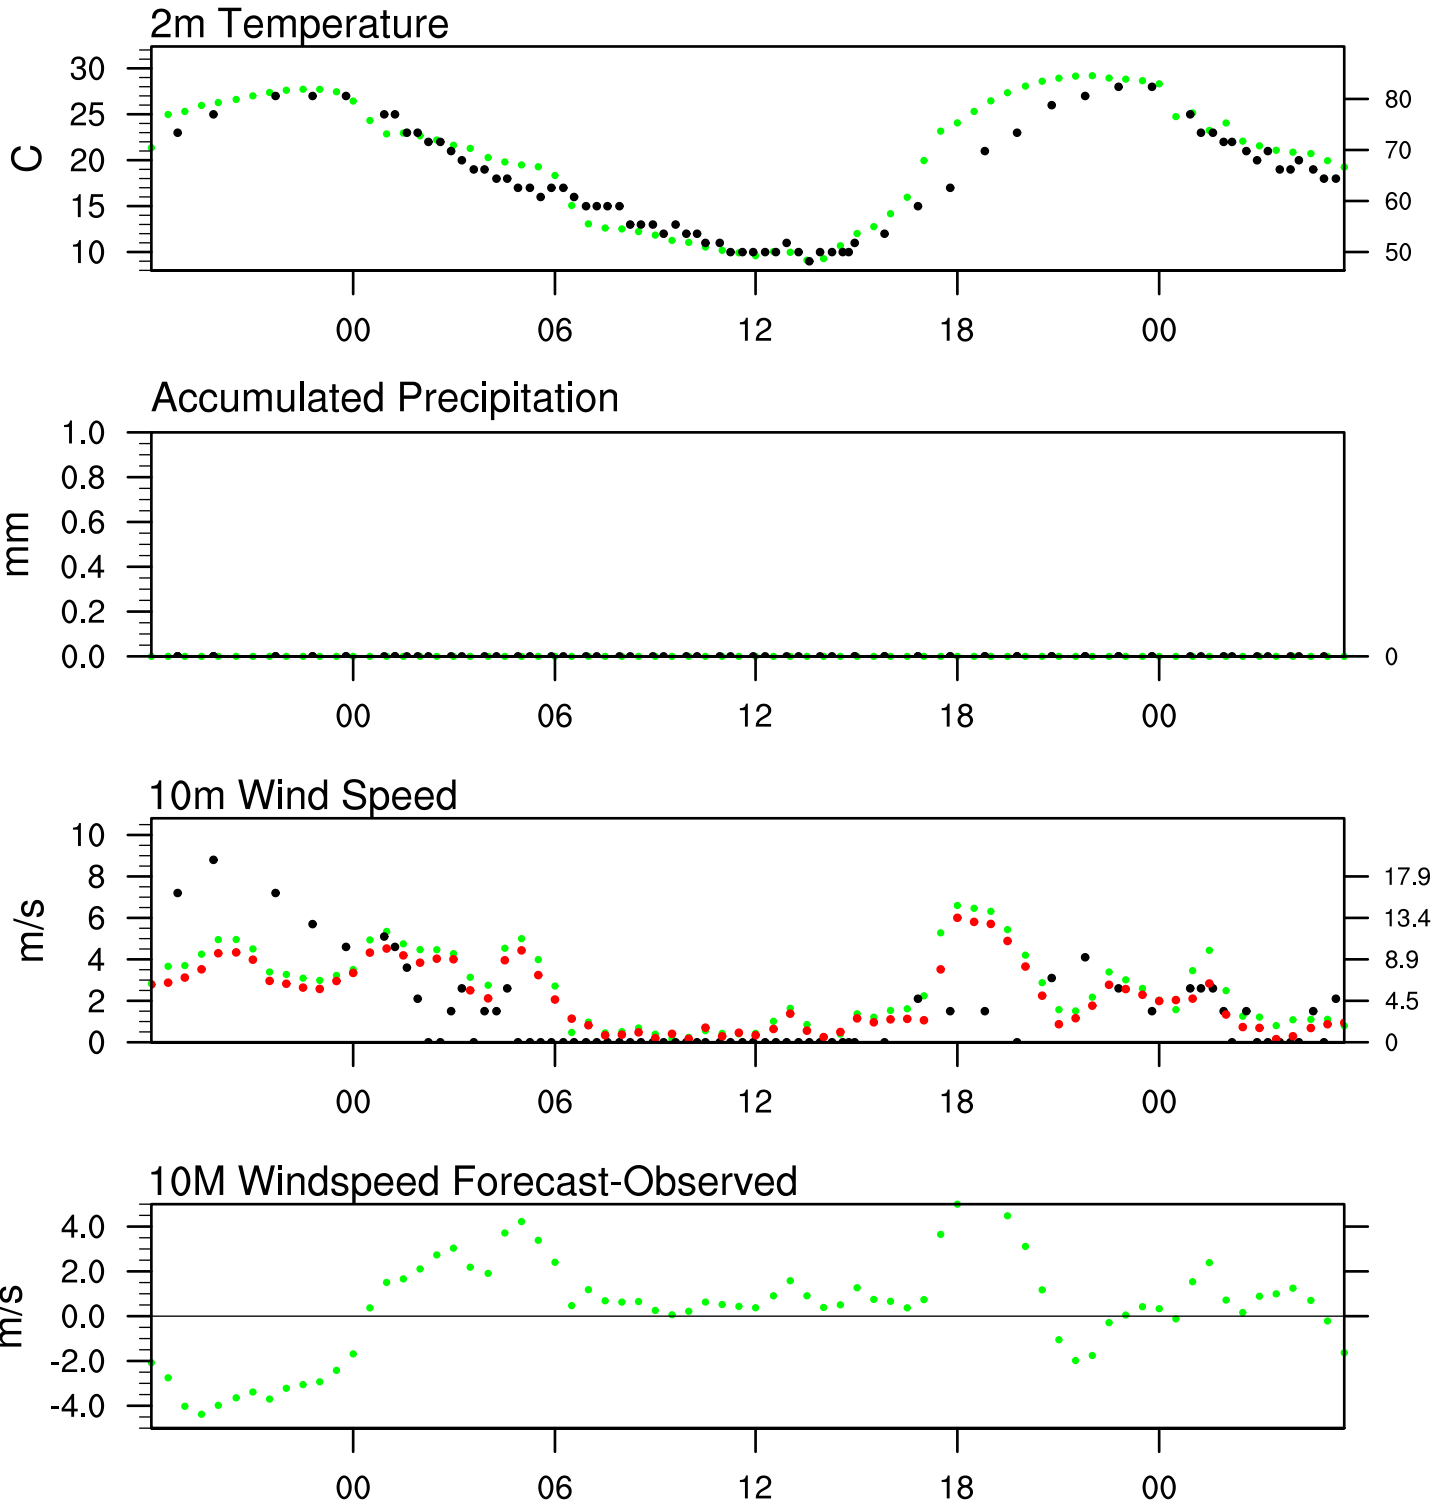 2m Temperature
30
25
20
15
10
C
80
70
60
50
00 06 12 18 00
Accumulated Precipitation
1.0
0.8
0.6
0.4
0.2
0.0
mm
0
00 06 12 18 00
10m Wind Speed
10
8
6
4
2
0
m/s
17.9
13.4
8.9
4.5
0
00 06 12 18 00
10M Windspeed Forecast-Observed
4.0
2.0
0.0
-2.0
-4.0
m/s
00 06 12 18 00